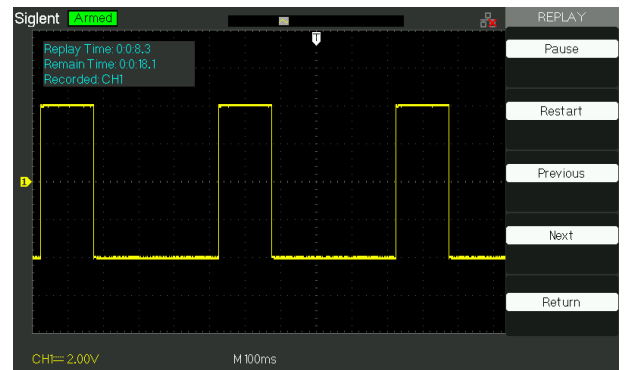 Siglent Armed
T
REPLAY
Replay Time: 0:0:8.3
Remain Time: 0:0:18.1
Recorded: CH1
Pause
Restart
Previous
1
Next
Return
CH1 2.00V
M 100ms